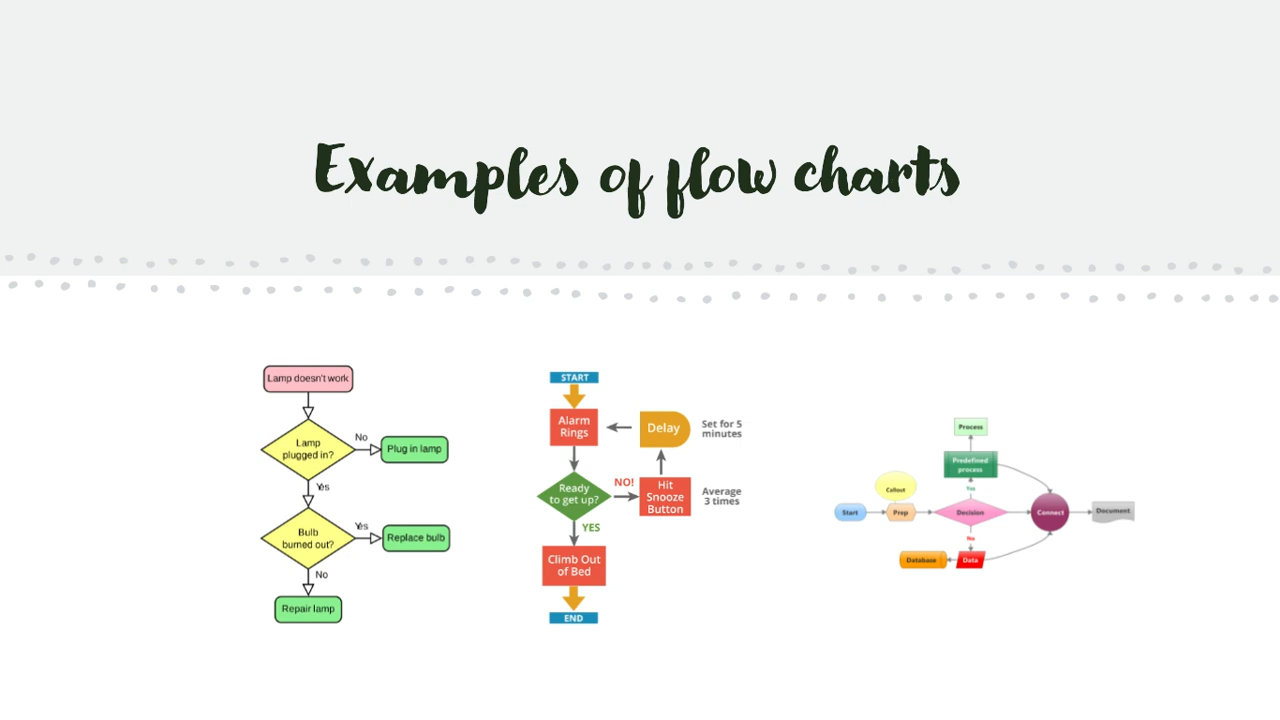 Examples of flow charts
Lamp doesn't work
Lamp
plugged in?
No
Plug in lamp
Yes
Bulb
burned out?
Yes
Replace bulb
No
Repair lamp
START
Alarm
Rings
Delay
Set for 5
minutes
Ready
to get up?
NO!
Hit
Snooze
Button
Average
3 times
YES
Climb Out
of Bed
END
Process
Predefined
process
Callout
Yes
Start
Prep
Decision
Connect
Document
No
Database
Data